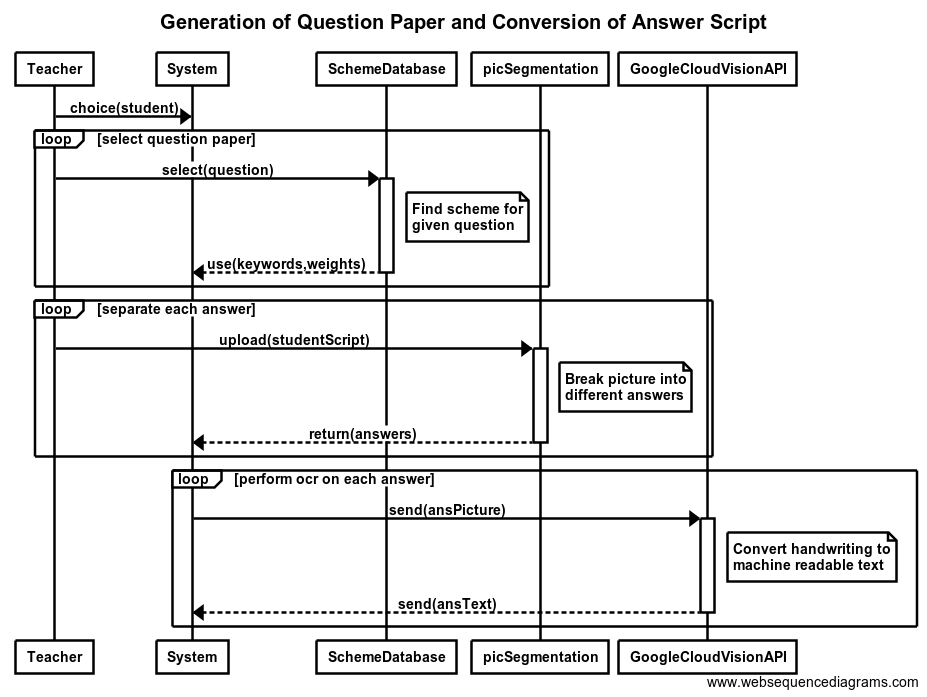 Generation of Question Paper and Conversion of Answer Script
Teacher System SchemeDatabase picSegmentation GoogleCloudVisionAPI
choice(student)
loop [select question paper]
select(question)
Find scheme for
given question
use(keywords,weights)
loop [separate each answer]
upload(studentScript)
Break picture into
different answers
return(answers)
loop [perform ocr on each answer]
send(ansPicture)
Convert handwriting to
machine readable text
send(ansText)
Teacher System SchemeDatabase picSegmentation GoogleCloudVisionAPI
www.websequencediagrams.com